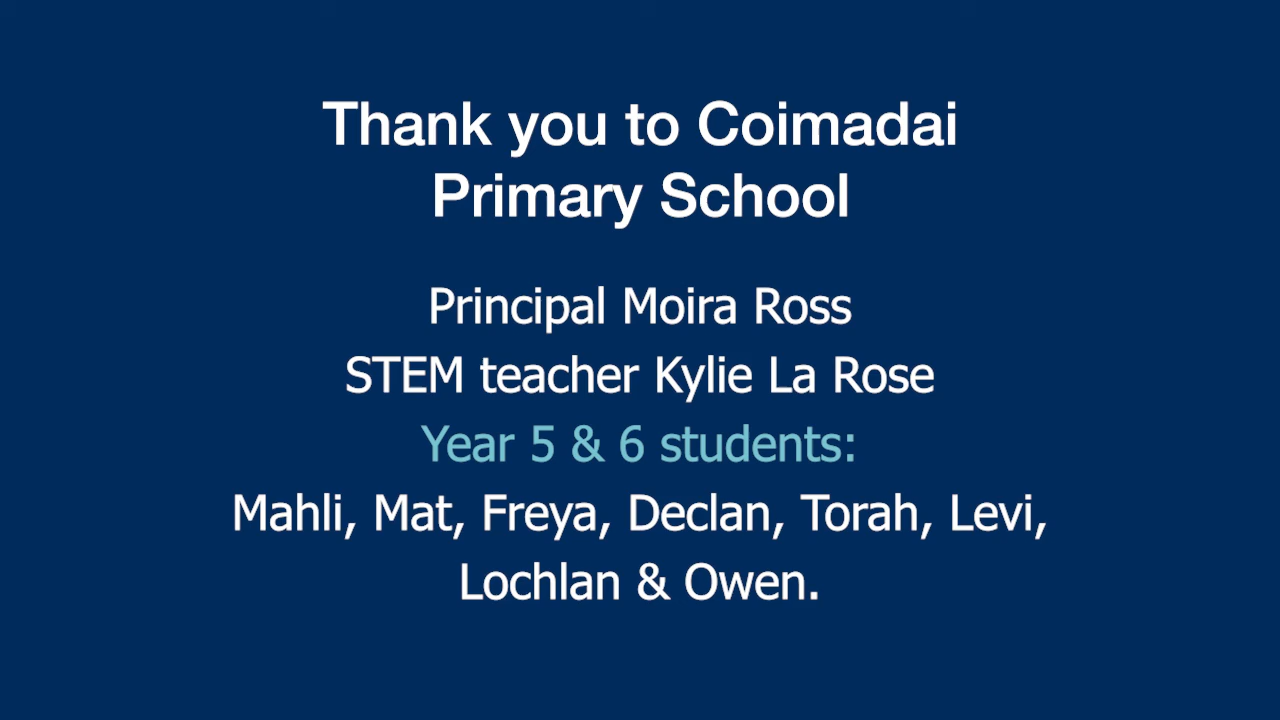 Thank you to Coimadai
Primary School
Principal Moira Ross
STEM teacher Kylie La Rose
Year 5 & 6 students:
Mahli, Mat, Freya, Declan, Torah, Levi,
Lochlan & Owen.